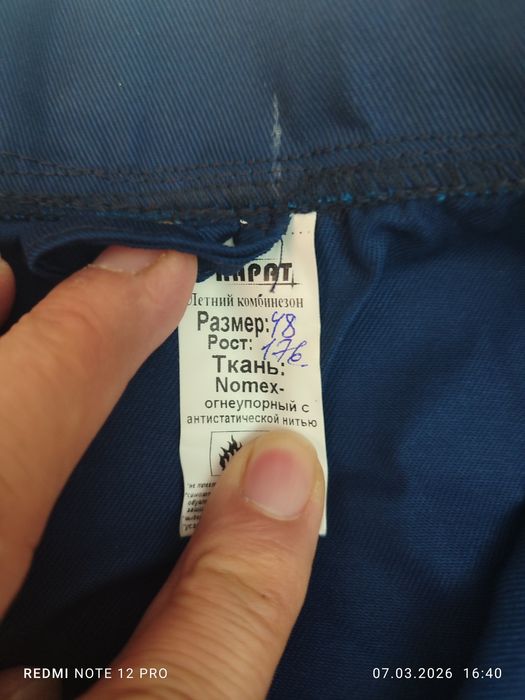 КАРАТ
Летний комбинезон
Размер: 48
Рост: 176.
Ткань:
Nomex-
огнеупорный с
антистатической нитью
REDMI NOTE 12 PRO
07.03.2026 16:40